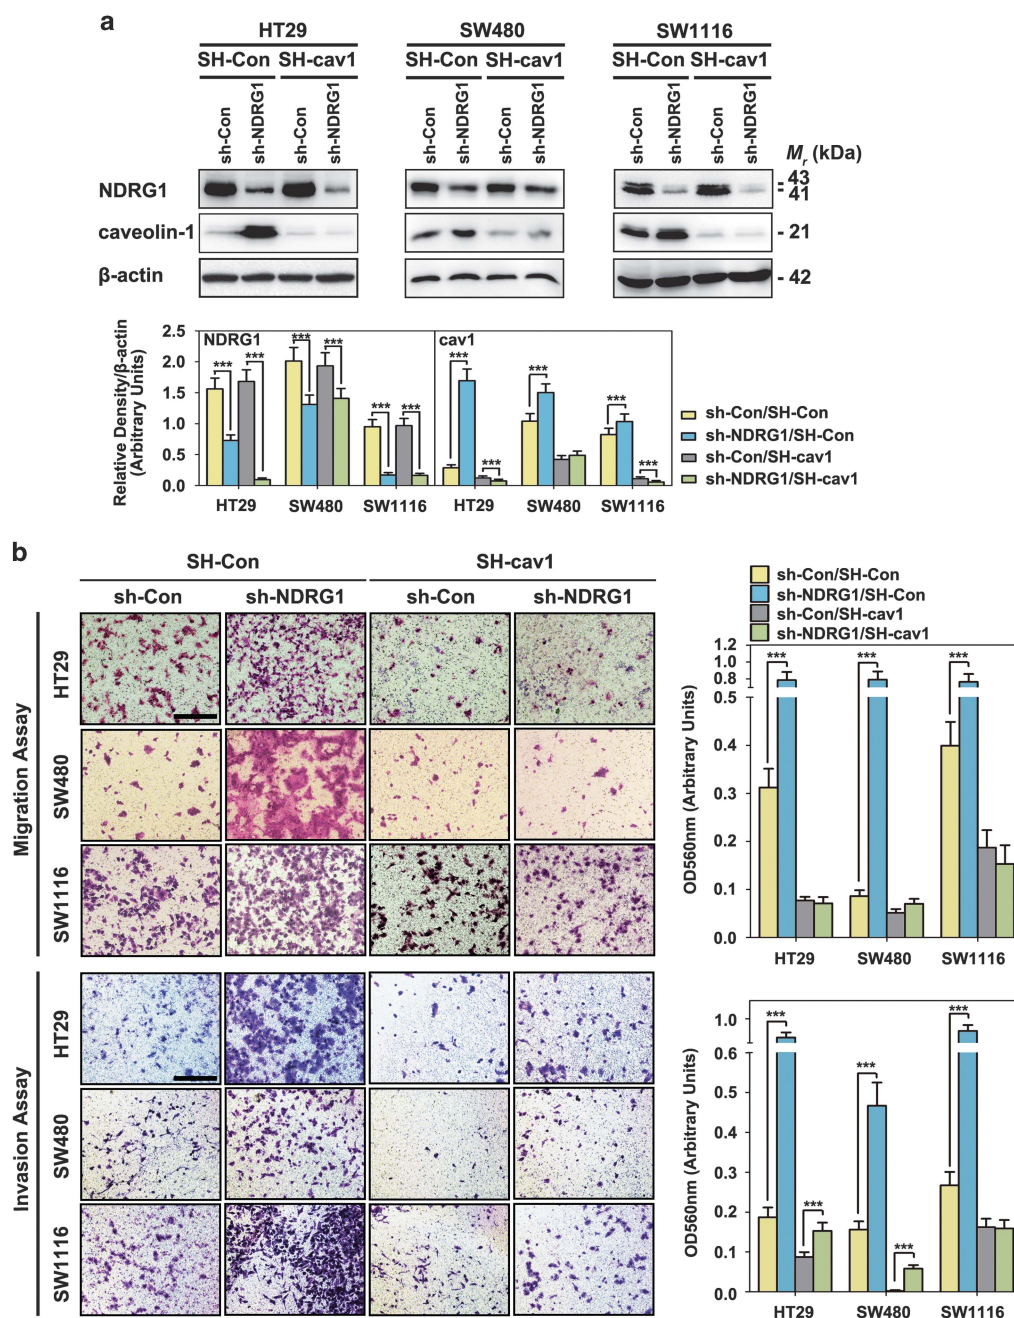 a
HT29 SW480 SW1116
SH-Con SH-cav1 SH-Con SH-cav1 SH-Con SH-cav1
sh-Con sh-NDRG1 sh-Con sh-NDRG1 sh-Con sh-NDRG1 sh-Con sh-NDRG1 sh-Con sh-NDRG1 sh-Con sh-NDRG1
Mr (kDa)
NDRG1 - 43
- 41
caveolin-1 - 21
β-actin - 42
Relative Density/β-actin
(Arbitrary Units)
2.5
2.0
1.5
1.0
0.5
0.0
NDRG1 cav1
*** *** *** *** *** *** *** *** *** *** ***
HT29 SW480 SW1116 HT29 SW480 SW1116
sh-Con/SH-Con
sh-NDRG1/SH-Con
sh-Con/SH-cav1
sh-NDRG1/SH-cav1
b
SH-Con SH-cav1
sh-Con sh-NDRG1 sh-Con sh-NDRG1
Migration Assay
HT29
SW480
SW1116
Invasion Assay
HT29
SW480
SW1116
sh-Con/SH-Con
sh-NDRG1/SH-Con
sh-Con/SH-cav1
sh-NDRG1/SH-cav1
OD560nm (Arbitrary Units)
1.2
1.0
0.8
0.6
0.5
0.4
0.3
0.2
0.1
0.0
*** *** ***
HT29 SW480 SW1116
OD560nm (Arbitrary Units)
1.0
0.6
0.5
0.4
0.3
0.2
0.1
0.0
*** *** *** *** ***
HT29 SW480 SW1116